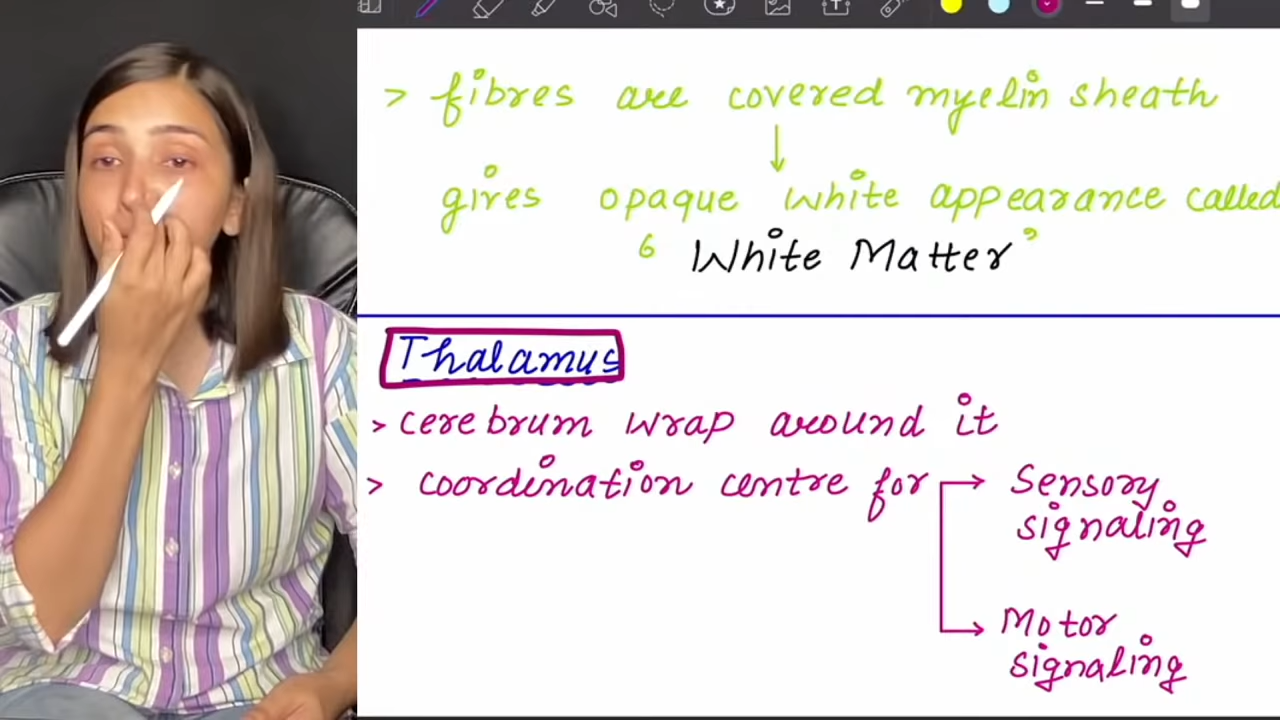 > fibres are covered myelin sheath
↓
gives opaque white appearance called
6 White Matter '
Thalamus
> cerebrum wrap around it
> coordination centre for → Sensory
signaling
→ Motor
signaling